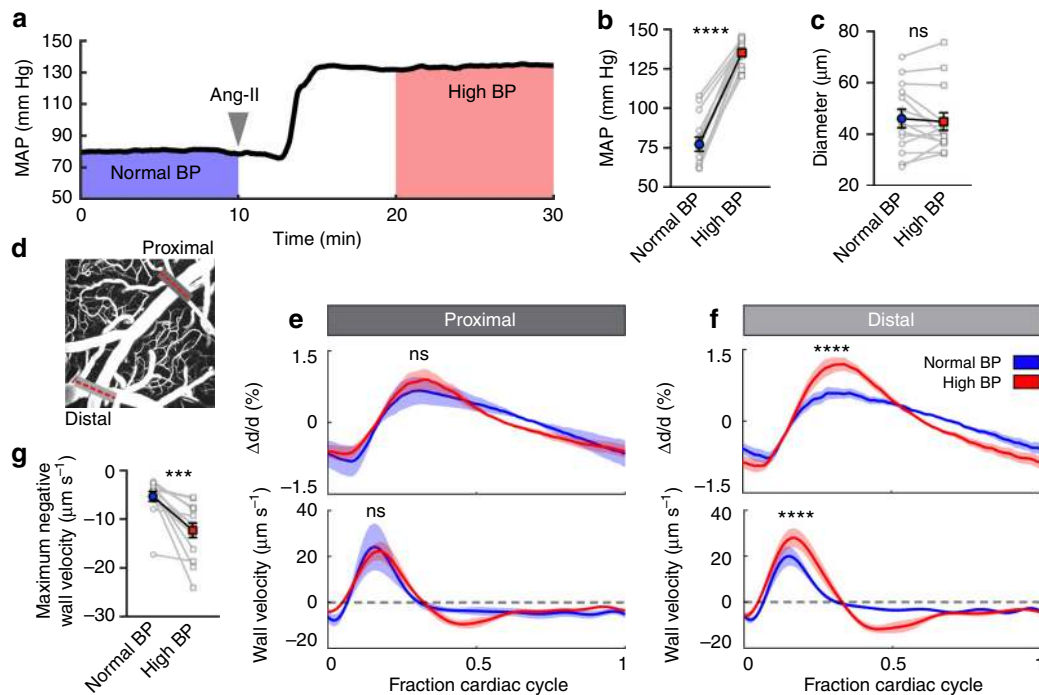 a
MAP (mm Hg)
170
130
90
70
50
Ang-II
Normal BP
High BP
0
10
20
30
Time (min)
b
MAP (mm Hg)
150
125
100
75
50
****
Normal BP
High BP
c
Diameter (μm)
80
60
40
20
ns
Normal BP
High BP
d
Proximal
Distal
e
Proximal
ns
Δd/d (%)
1.5
0
−1.5
ns
Wall velocity (μm s⁻¹)
40
20
0
−20
0
0.5
1
Fraction cardiac cycle
f
Distal
****
Normal BP
High BP
Δd/d (%)
1.5
0
−1.5
****
Wall velocity (μm s⁻¹)
40
20
0
−20
0
0.5
1
Fraction cardiac cycle
g
Maximum negative
wall velocity (μm s⁻¹)
0
−10
−20
−30
***
Normal BP
High BP